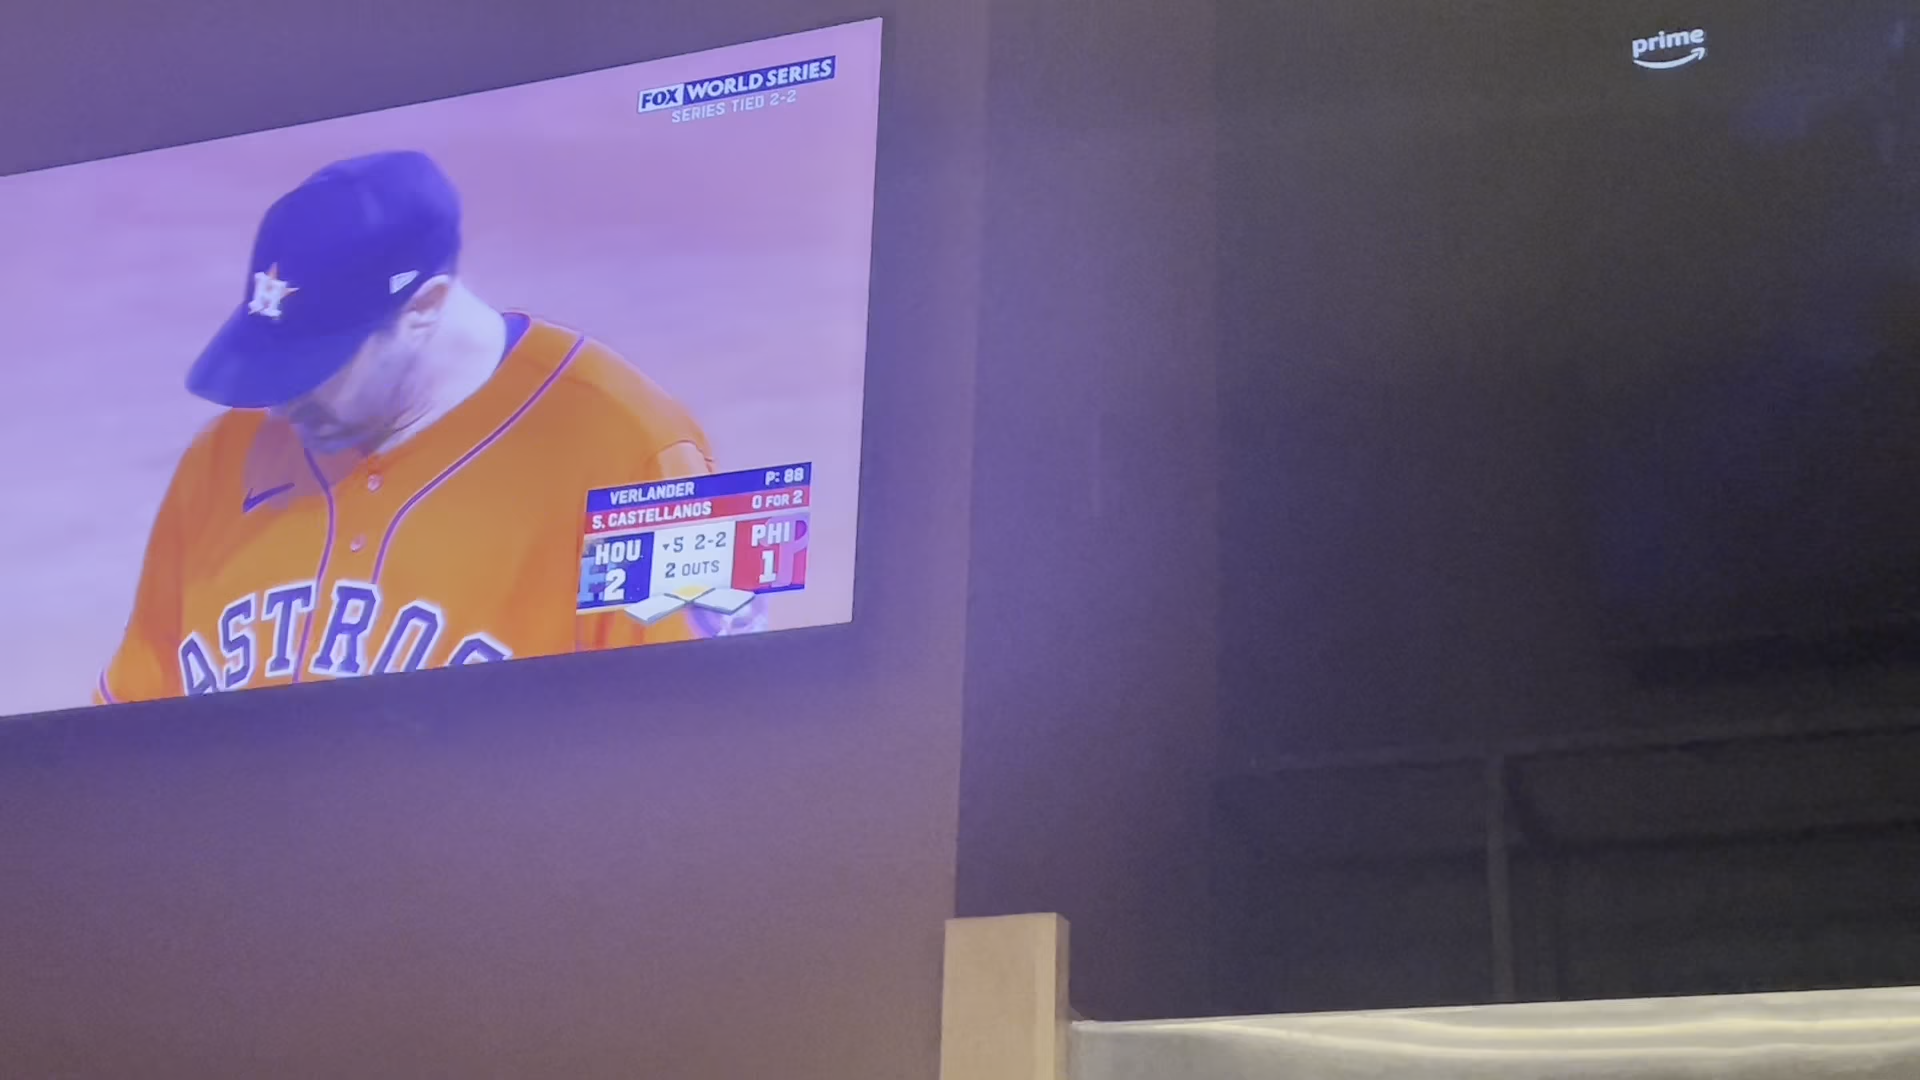 prime
FOX WORLD SERIES
SERIES TIED 2-2
H
VERLANDER P: 88
5. CASTELLANOS 0 FOR 2
HOU ▾5 2-2 PHI
2 2 OUTS 1
ASTROS